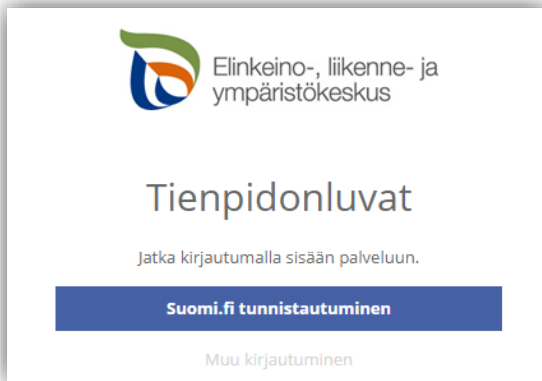 Elinkeino-, liikenne- ja
ympäristökeskus
Tienpidonluvat
Jatka kirjautumalla sisään palveluun.
Suomi.fi tunnistautuminen
Muu kirjautuminen